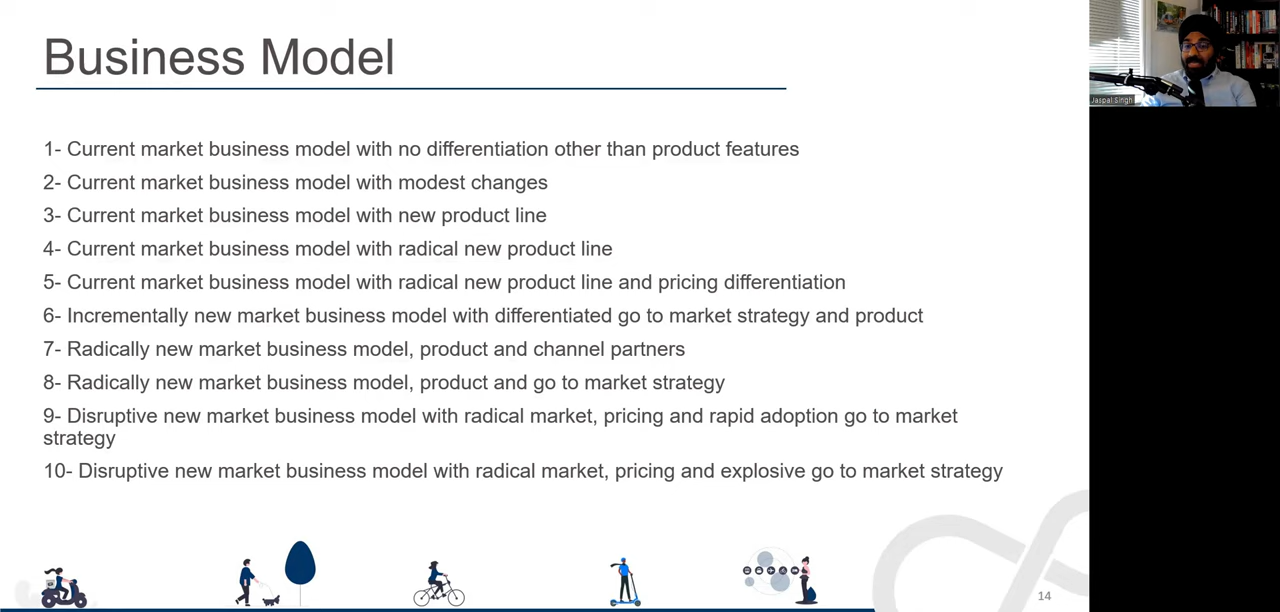 Business Model
Jaspal Singh
1- Current market business model with no differentiation other than product features
2- Current market business model with modest changes
3- Current market business model with new product line
4- Current market business model with radical new product line
5- Current market business model with radical new product line and pricing differentiation
6- Incrementally new market business model with differentiated go to market strategy and product
7- Radically new market business model, product and channel partners
8- Radically new market business model, product and go to market strategy
9- Disruptive new market business model with radical market, pricing and rapid adoption go to market
strategy
10- Disruptive new market business model with radical market, pricing and explosive go to market strategy
14